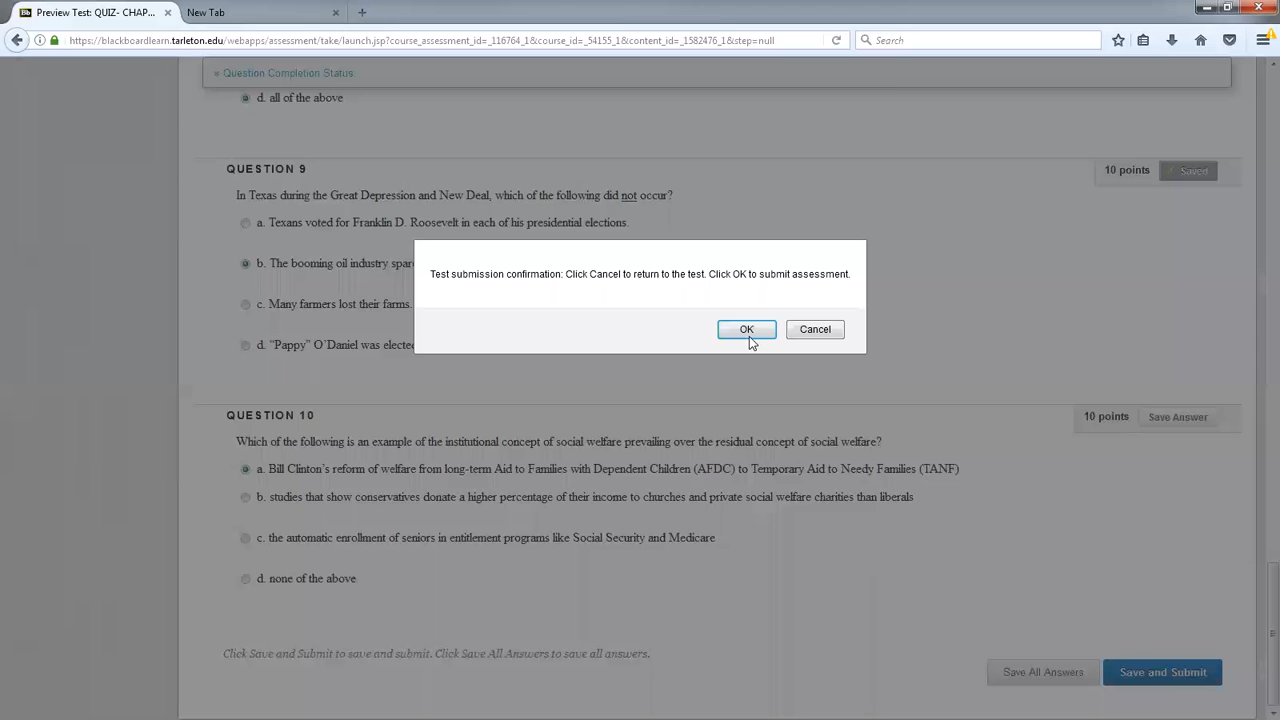 Preview Test: QUIZ- CHAP...
New Tab
https://blackboardlearn.tarleton.edu/webapps/assessment/take/launch.jsp?course_assessment_id=_116764_1&course_id=_54155_1&content_id=_1582476_1&step=null
Search
Question Completion Status:
d. all of the above
QUESTION 9
10 points
Saved
In Texas during the Great Depression and New Deal, which of the following did not occur?
a. Texans voted for Franklin D. Roosevelt in each of his presidential elections.
b. The booming oil industry spare
c. Many farmers lost their farms.
d. "Pappy" O'Daniel was elected
Test submission confirmation: Click Cancel to return to the test. Click OK to submit assessment.
OK
Cancel
QUESTION 10
10 points
Save Answer
Which of the following is an example of the institutional concept of social welfare prevailing over the residual concept of social welfare?
a. Bill Clinton's reform of welfare from long-term Aid to Families with Dependent Children (AFDC) to Temporary Aid to Needy Families (TANF)
b. studies that show conservatives donate a higher percentage of their income to churches and private social welfare charities than liberals
c. the automatic enrollment of seniors in entitlement programs like Social Security and Medicare
d. none of the above
Click Save and Submit to save and submit. Click Save All Answers to save all answers.
Save All Answers
Save and Submit